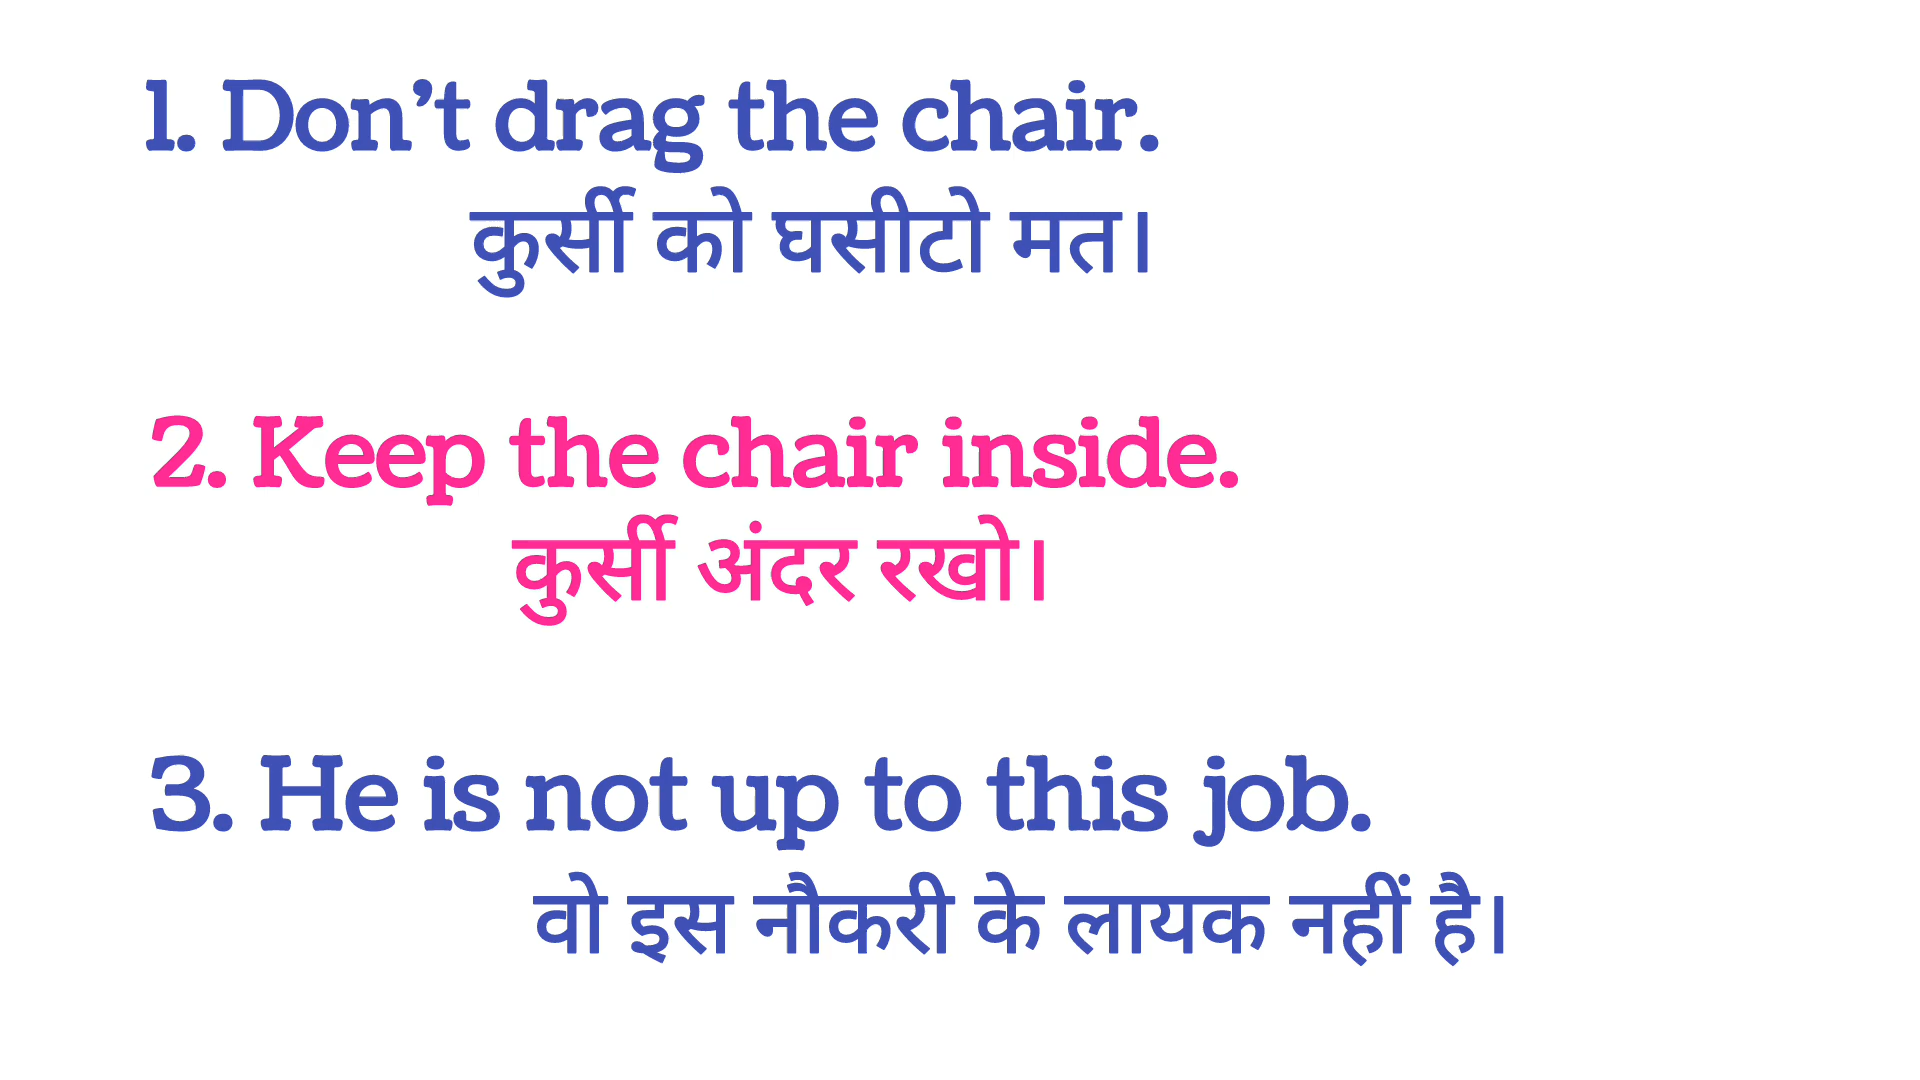 1. Don’t drag the chair.
कुर्सी को घसीटो मत।
2. Keep the chair inside.
कुर्सी अंदर रखो।
3. He is not up to this job.
वो इस नौकरी के लायक नहीं है।